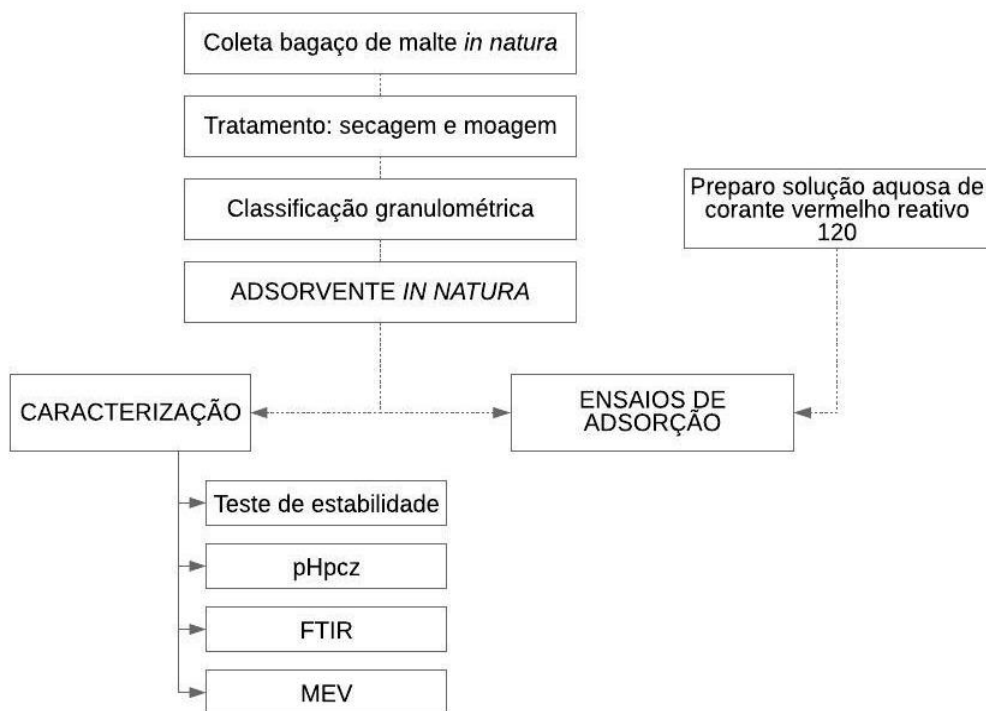 Coleta bagaço de malte in natura
Tratamento: secagem e moagem
Classificação granulométrica
ADSORVENTE IN NATURA
Preparo solução aquosa de
corante vermelho reativo
120
CARACTERIZAÇÃO
ENSAIOS DE
ADSORÇÃO
Teste de estabilidade
pHpcz
FTIR
MEV